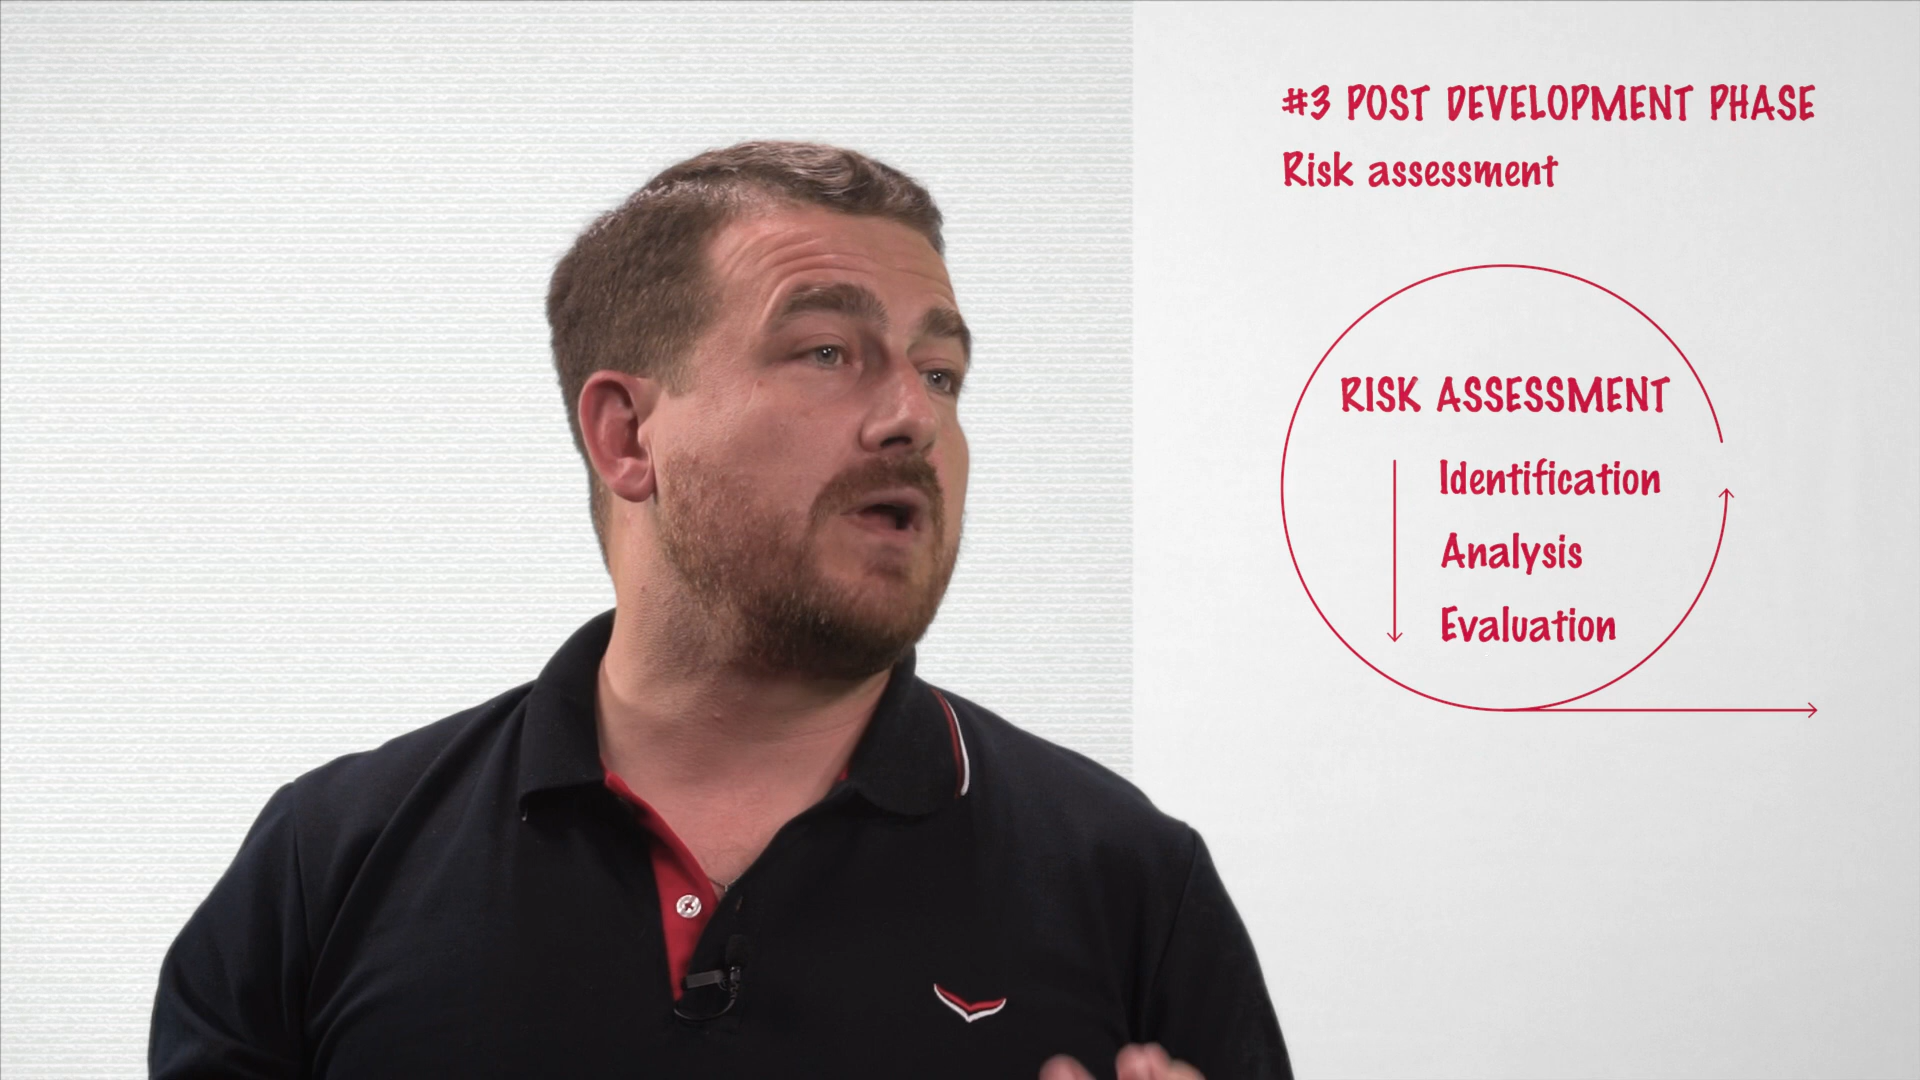 #3 POST DEVELOPMENT PHASE
Risk assessment
RISK ASSESSMENT
Identification
Analysis
Evaluation